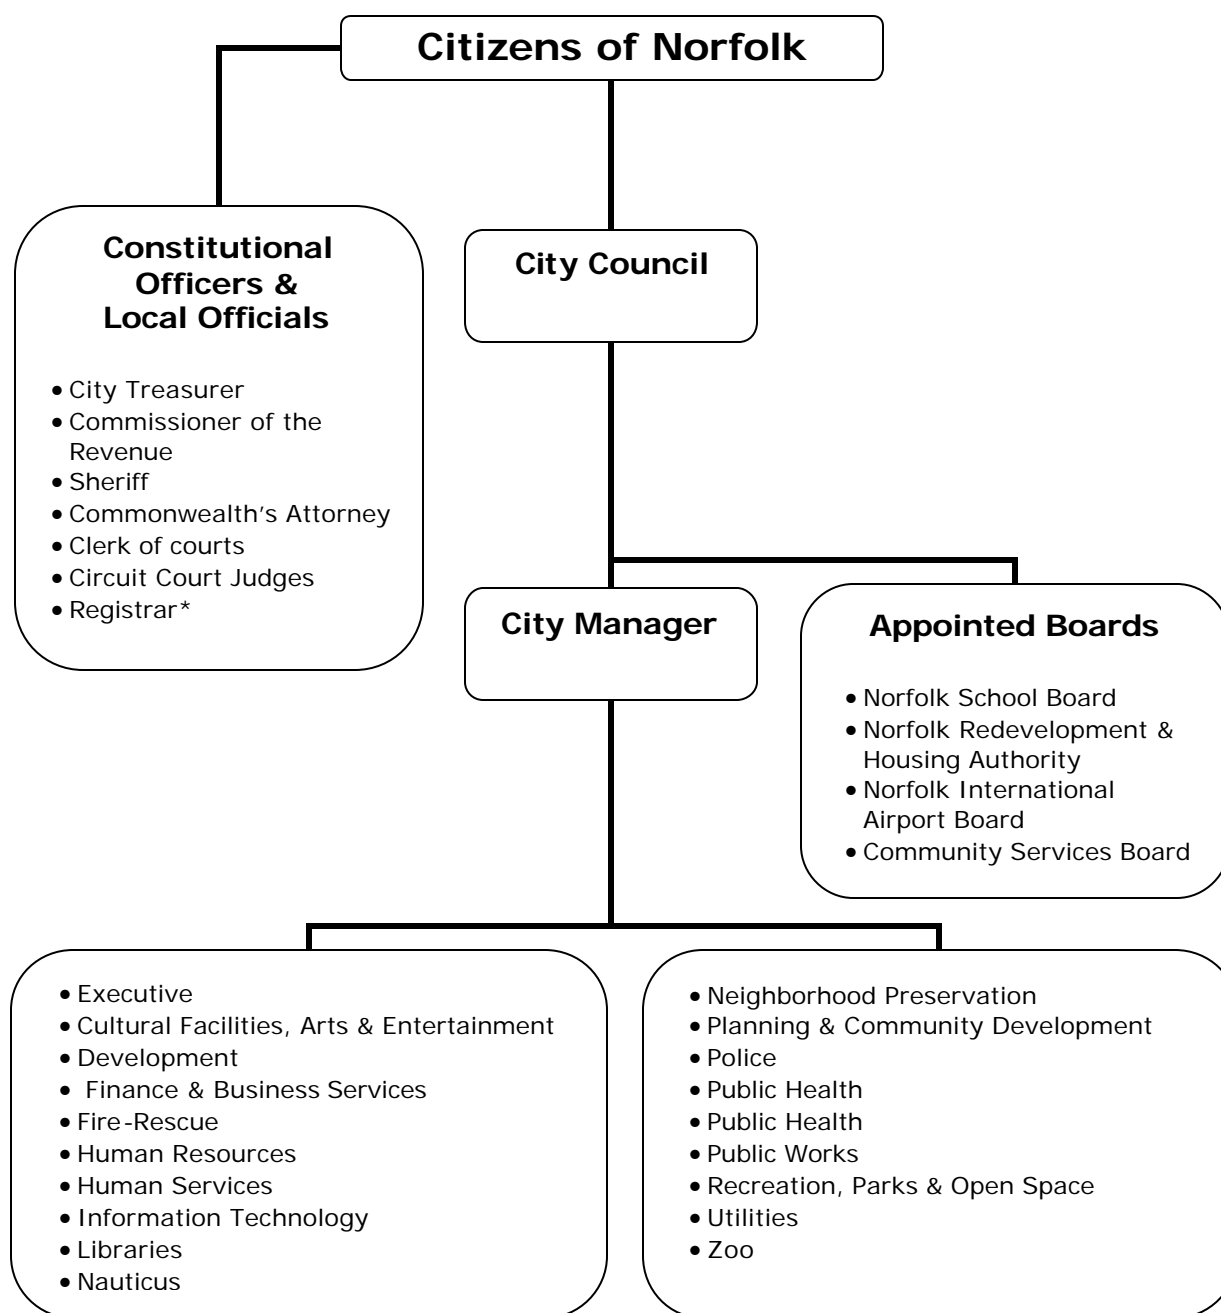 Citizens of Norfolk
Constitutional
Officers &
Local Officials
• City Treasurer
• Commissioner of the
Revenue
• Sheriff
• Commonwealth's Attorney
• Clerk of courts
• Circuit Court Judges
• Registrar*
City Council
City Manager
Appointed Boards
• Norfolk School Board
• Norfolk Redevelopment &
Housing Authority
• Norfolk International
Airport Board
• Community Services Board
• Executive
• Cultural Facilities, Arts & Entertainment
• Development
• Finance & Business Services
• Fire-Rescue
• Human Resources
• Human Services
• Information Technology
• Libraries
• Nauticus
• Neighborhood Preservation
• Planning & Community Development
• Police
• Public Health
• Public Health
• Public Works
• Recreation, Parks & Open Space
• Utilities
• Zoo